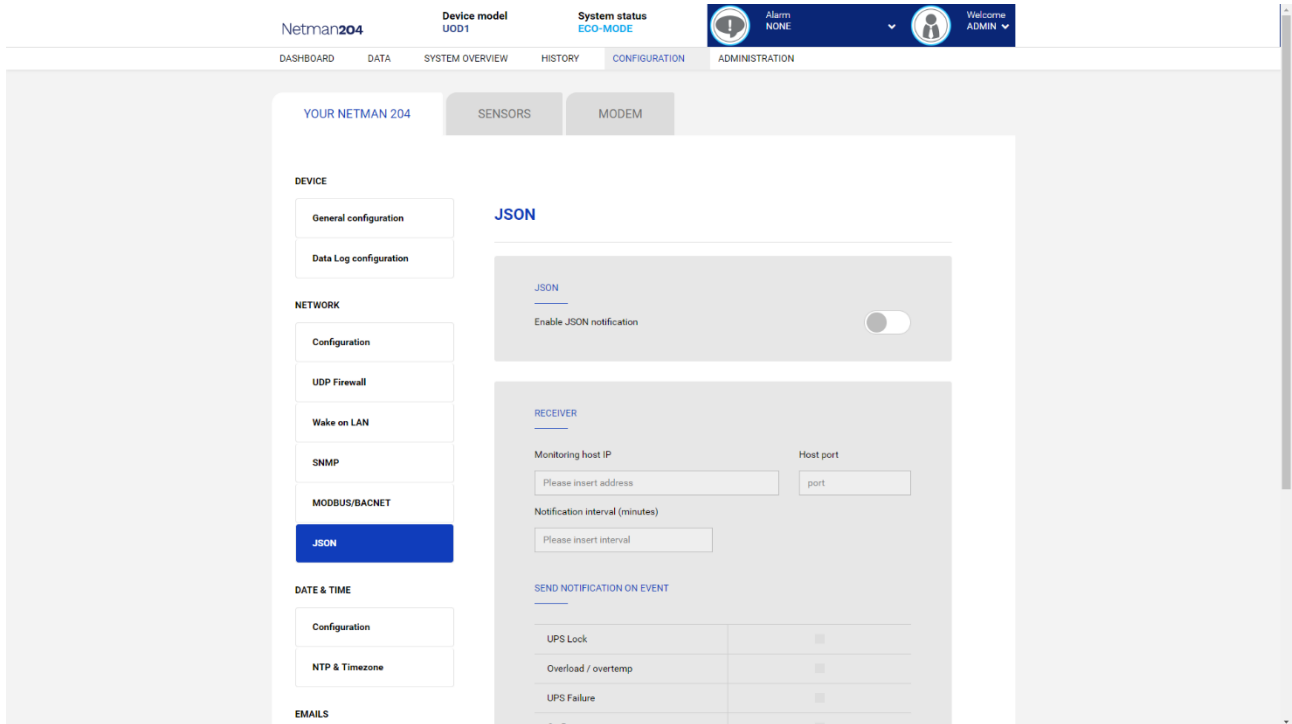 Netman204
Device model
UOD1
System status
ECO-MODE
Alarm
NONE
Welcome
ADMIN
DASHBOARD DATA SYSTEM OVERVIEW HISTORY CONFIGURATION ADMINISTRATION
YOUR NETMAN 204 SENSORS MODEM
DEVICE
General configuration
Data Log configuration
NETWORK
Configuration
UDP Firewall
Wake on LAN
SNMP
MODBUS/BACNET
JSON
DATE & TIME
Configuration
NTP & Timezone
EMAILS
JSON
JSON
Enable JSON notification
RECEIVER
Monitoring host IP Host port
Please insert address port
Notification interval (minutes)
Please insert interval
SEND NOTIFICATION ON EVENT
UPS Lock
Overload / overtemp
UPS Failure